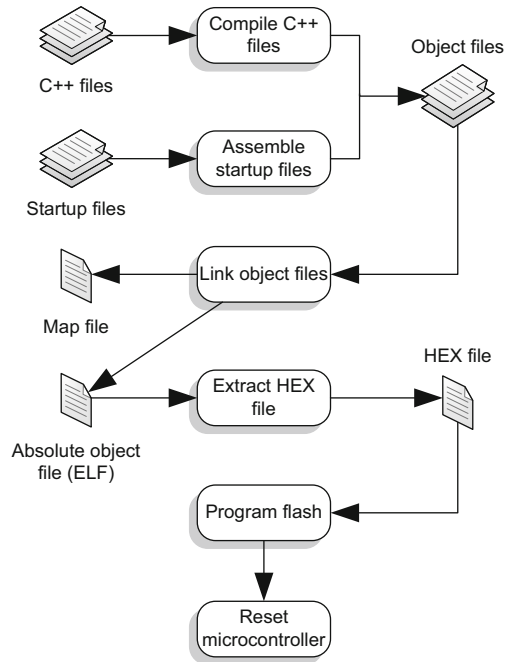 Compile C++
files
C++ files
Object files
Assemble
startup files
Startup files
Link object files
Map file
Extract HEX
file
HEX file
Absolute object
file (ELF)
Program flash
Reset
microcontroller